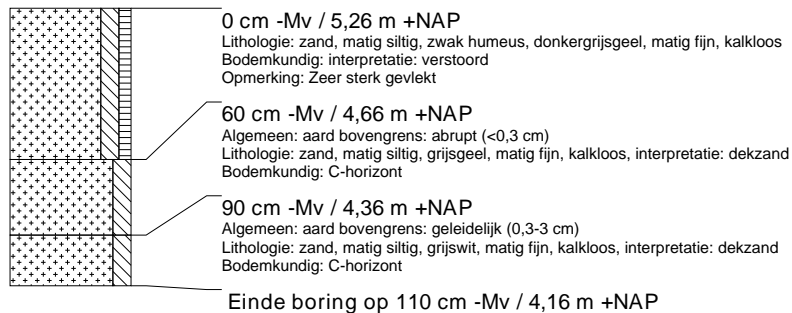 0 cm -Mv / 5,26 m +NAP
Lithologie: zand, matig siltig, zwak humeus, donkergrijsgeel, matig fijn, kalkloos
Bodemkundig: interpretatie: verstoord
Opmerking: Zeer sterk gevlekt
60 cm -Mv / 4,66 m +NAP
Algemeen: aard bovengrens: abrupt (<0,3 cm)
Lithologie: zand, matig siltig, grijsgeel, matig fijn, kalkloos, interpretatie: dekzand
Bodemkundig: C-horizont
90 cm -Mv / 4,36 m +NAP
Algemeen: aard bovengrens: geleidelijk (0,3-3 cm)
Lithologie: zand, matig siltig, grijswit, matig fijn, kalkloos, interpretatie: dekzand
Bodemkundig: C-horizont
Einde boring op 110 cm -Mv / 4,16 m +NAP